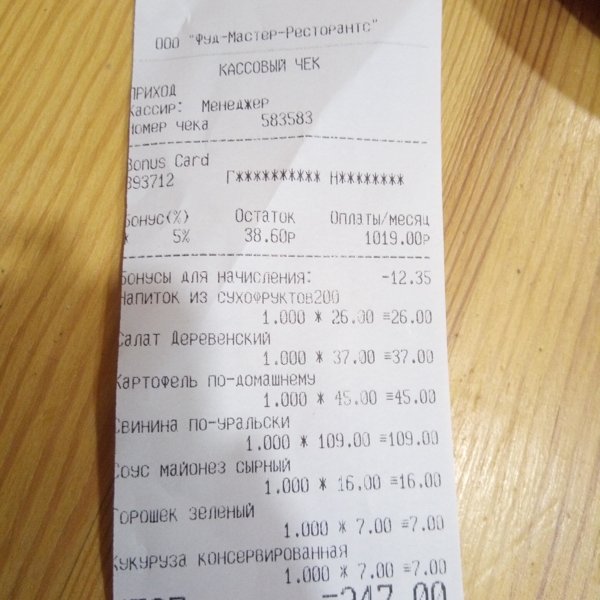 ООО "Фуд-Мастер-Ресторантс"
КАССОВЫЙ ЧЕК
ПРИХОД
Кассир: Менеджер
Номер чека 583583
Bonus Card
893712 Г********** Н********
Бонус(%) Остаток Оплаты/месяц
* 5% 38.60р 1019.00р
Бонусы для начисления: -12.35
Напиток из сухофруктов200
1.000 * 26.00 =26.00
Салат Деревенский
1.000 * 37.00 =37.00
Картофель по-домашнему
1.000 * 45.00 =45.00
Свинина по-уральски
1.000 * 109.00 =109.00
Соус майонез сырный
1.000 * 16.00 =16.00
Горошек зеленый
1.000 * 7.00 =7.00
Кукуруза консервированная
1.000 * 7.00 =7.00
=247.00